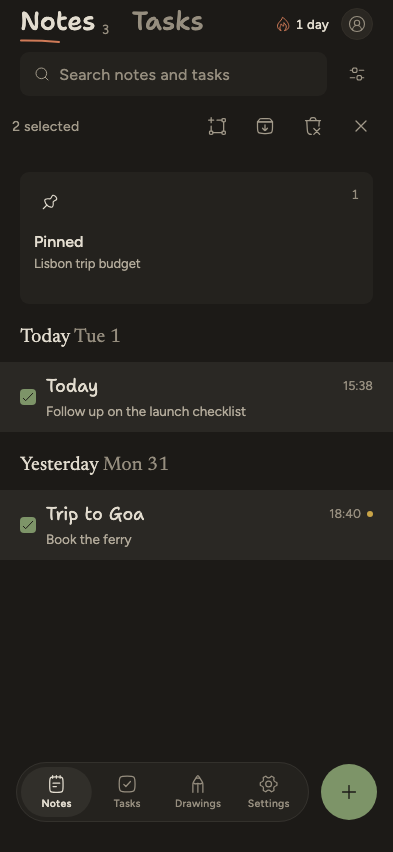 Notes 3 Tasks 1 day
Search notes and tasks
2 selected
1
Pinned
Lisbon trip budget
Today Tue 1
Today 15:38
Follow up on the launch checklist
Yesterday Mon 31
Trip to Goa 18:40
Book the ferry
Notes Tasks Drawings Settings